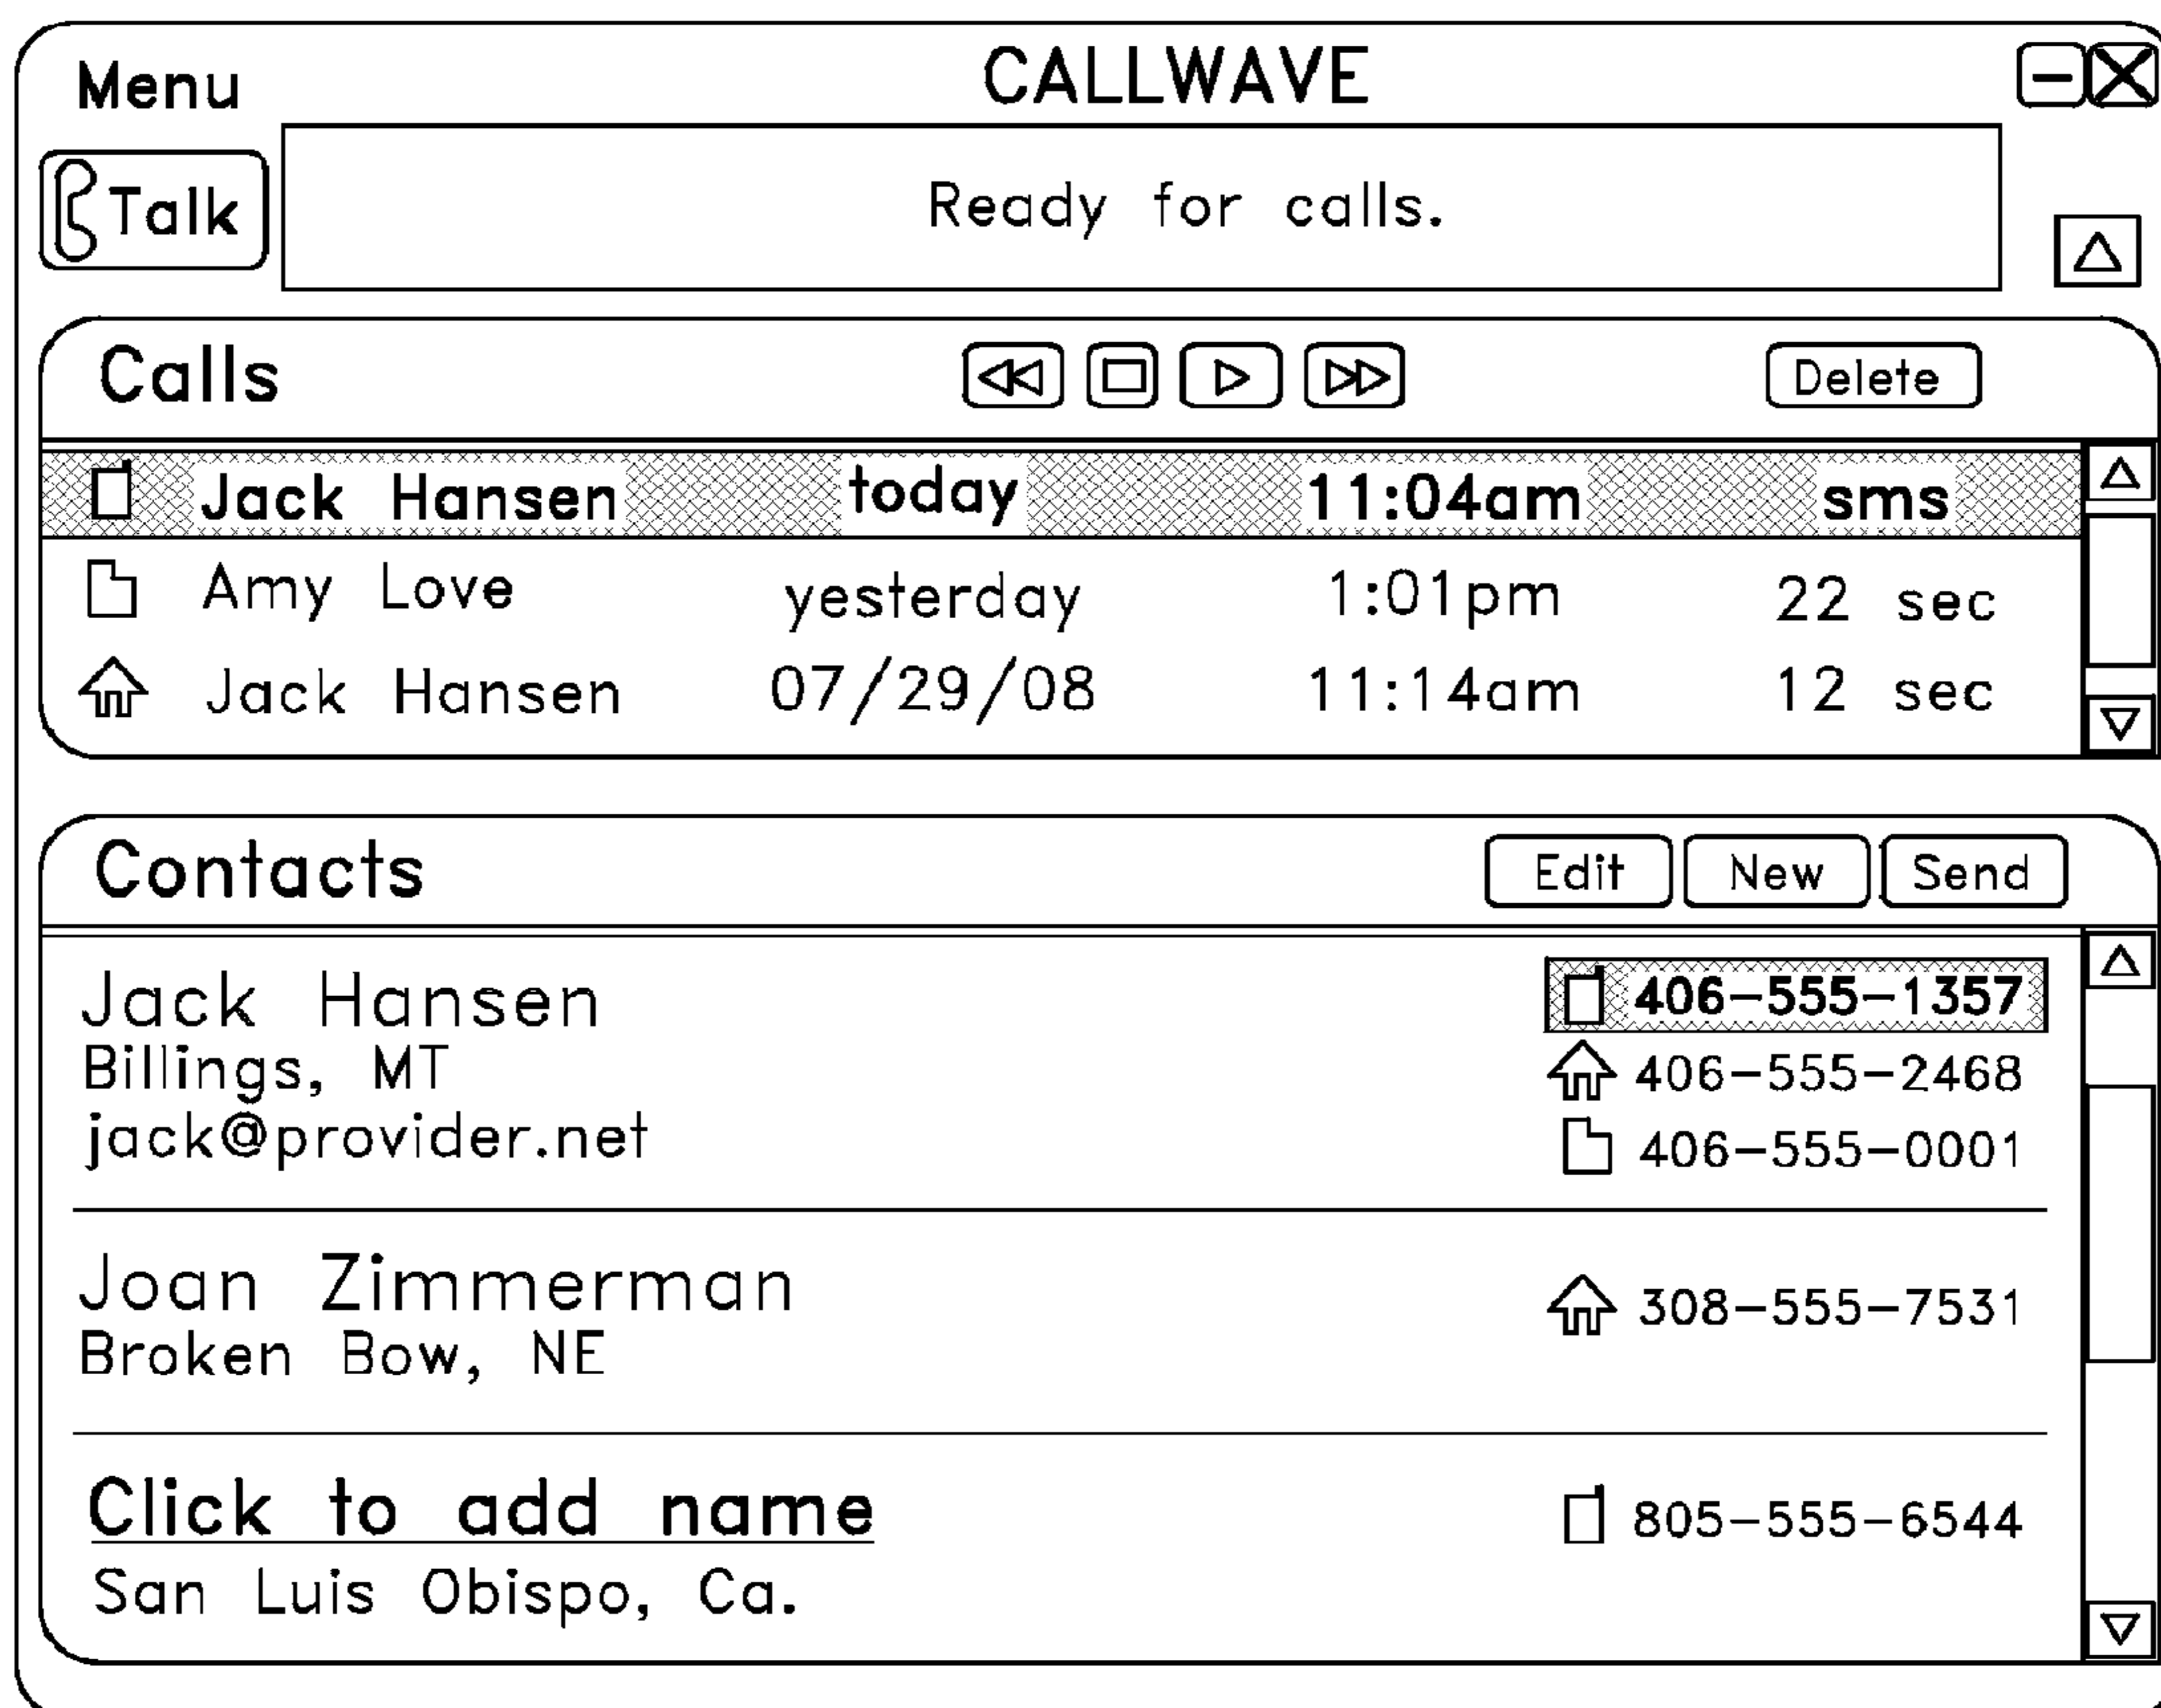 Menu CALLWAVE
Talk Ready for calls.
Calls Delete
Jack Hansen today 11:04am sms
Amy Love yesterday 1:01pm 22 sec
Jack Hansen 07/29/08 11:14am 12 sec
Contacts Edit New Send
Jack Hansen 406-555-1357
Billings, MT 406-555-2468
jack@provider.net 406-555-0001
Joan Zimmerman 308-555-7531
Broken Bow, NE
Click to add name 805-555-6544
San Luis Obispo, Ca.